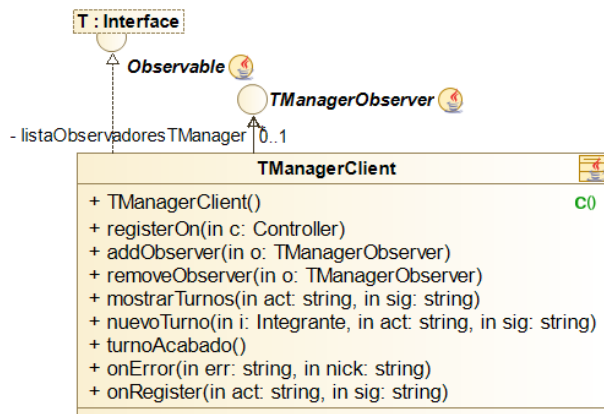 T : Interface
Observable
TManagerObserver
- listaObservadoresTManager 0..1
TManagerClient
+ TManagerClient()
C()
+ registerOn(in c: Controller)
+ addObserver(in o: TManagerObserver)
+ removeObserver(in o: TManagerObserver)
+ mostrarTurnos(in act: string, in sig: string)
+ nuevoTurno(in i: Integrante, in act: string, in sig: string)
+ turnoAcabado()
+ onError(in err: string, in nick: string)
+ onRegister(in act: string, in sig: string)